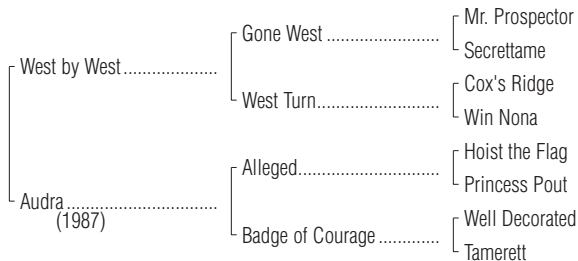 Mr. Prospector
Gone West ......................
Secrettame
West by West ..................
Cox's Ridge
West Turn........................
Win Nona
Hoist the Flag
Alleged...........................
Princess Pout
Audra .............................
(1987)
Well Decorated
Badge of Courage ............
Tamerett